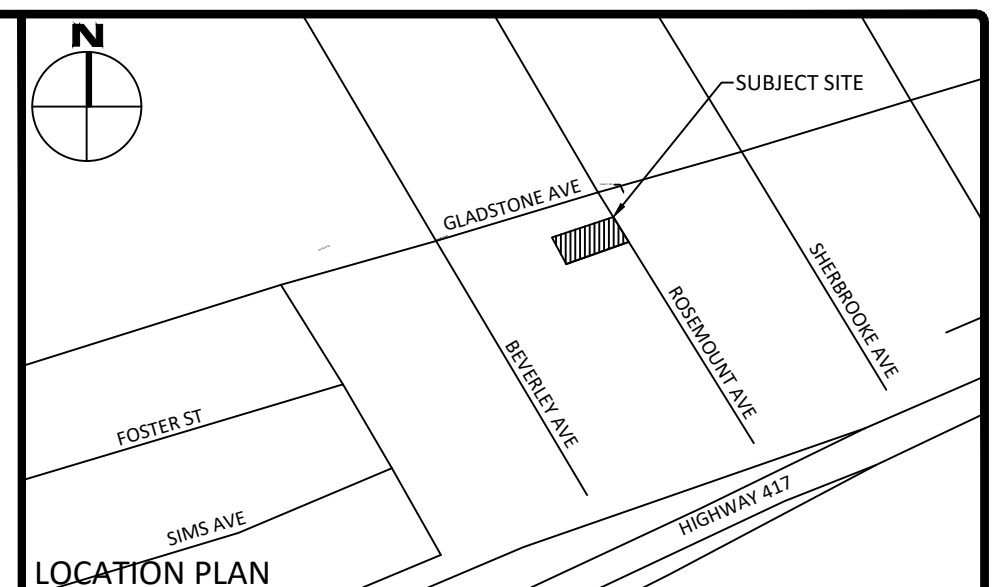 N
SUBJECT SITE
GLADSTONE AVE
SHERBROOKE AVE
ROSEMOUNT AVE
BEVERLEY AVE
FOSTER ST
HIGHWAY 417
SIMS AVE
LOCATION PLAN